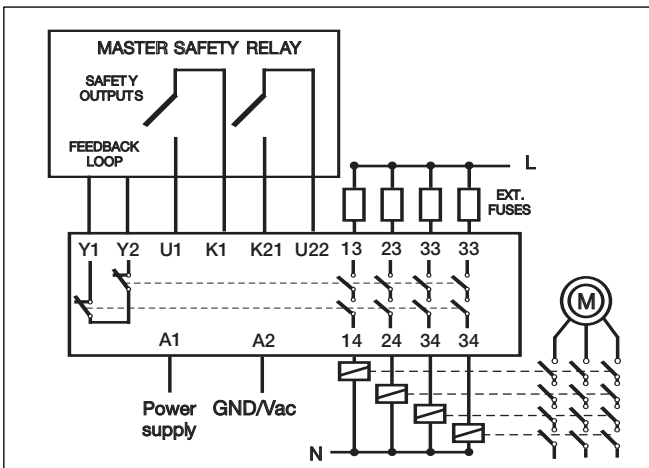 MASTER SAFETY RELAY
SAFETY
OUTPUTS
FEEDBACK
LOOP
L
EXT.
FUSES
Y1 Y2 U1 K1 K21 U22 13 23 33 33
M
A1 A2 14 24 34 34
Power
supply
GND/Vac
N